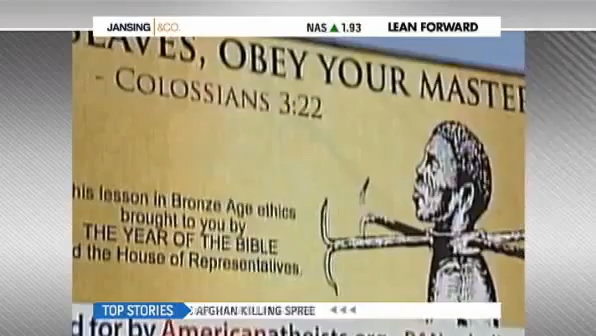 JANSING &CO. NAS ▲ 1.93 LEAN FORWARD
SLAVES, OBEY YOUR MASTER
- COLOSSIANS 3:22
his lesson in Bronze Age ethics
brought to you by
THE YEAR OF THE BIBLE
d the House of Representatives.
d for by Americanatheists.org
TOP STORIES AFGHAN KILLING SPREE